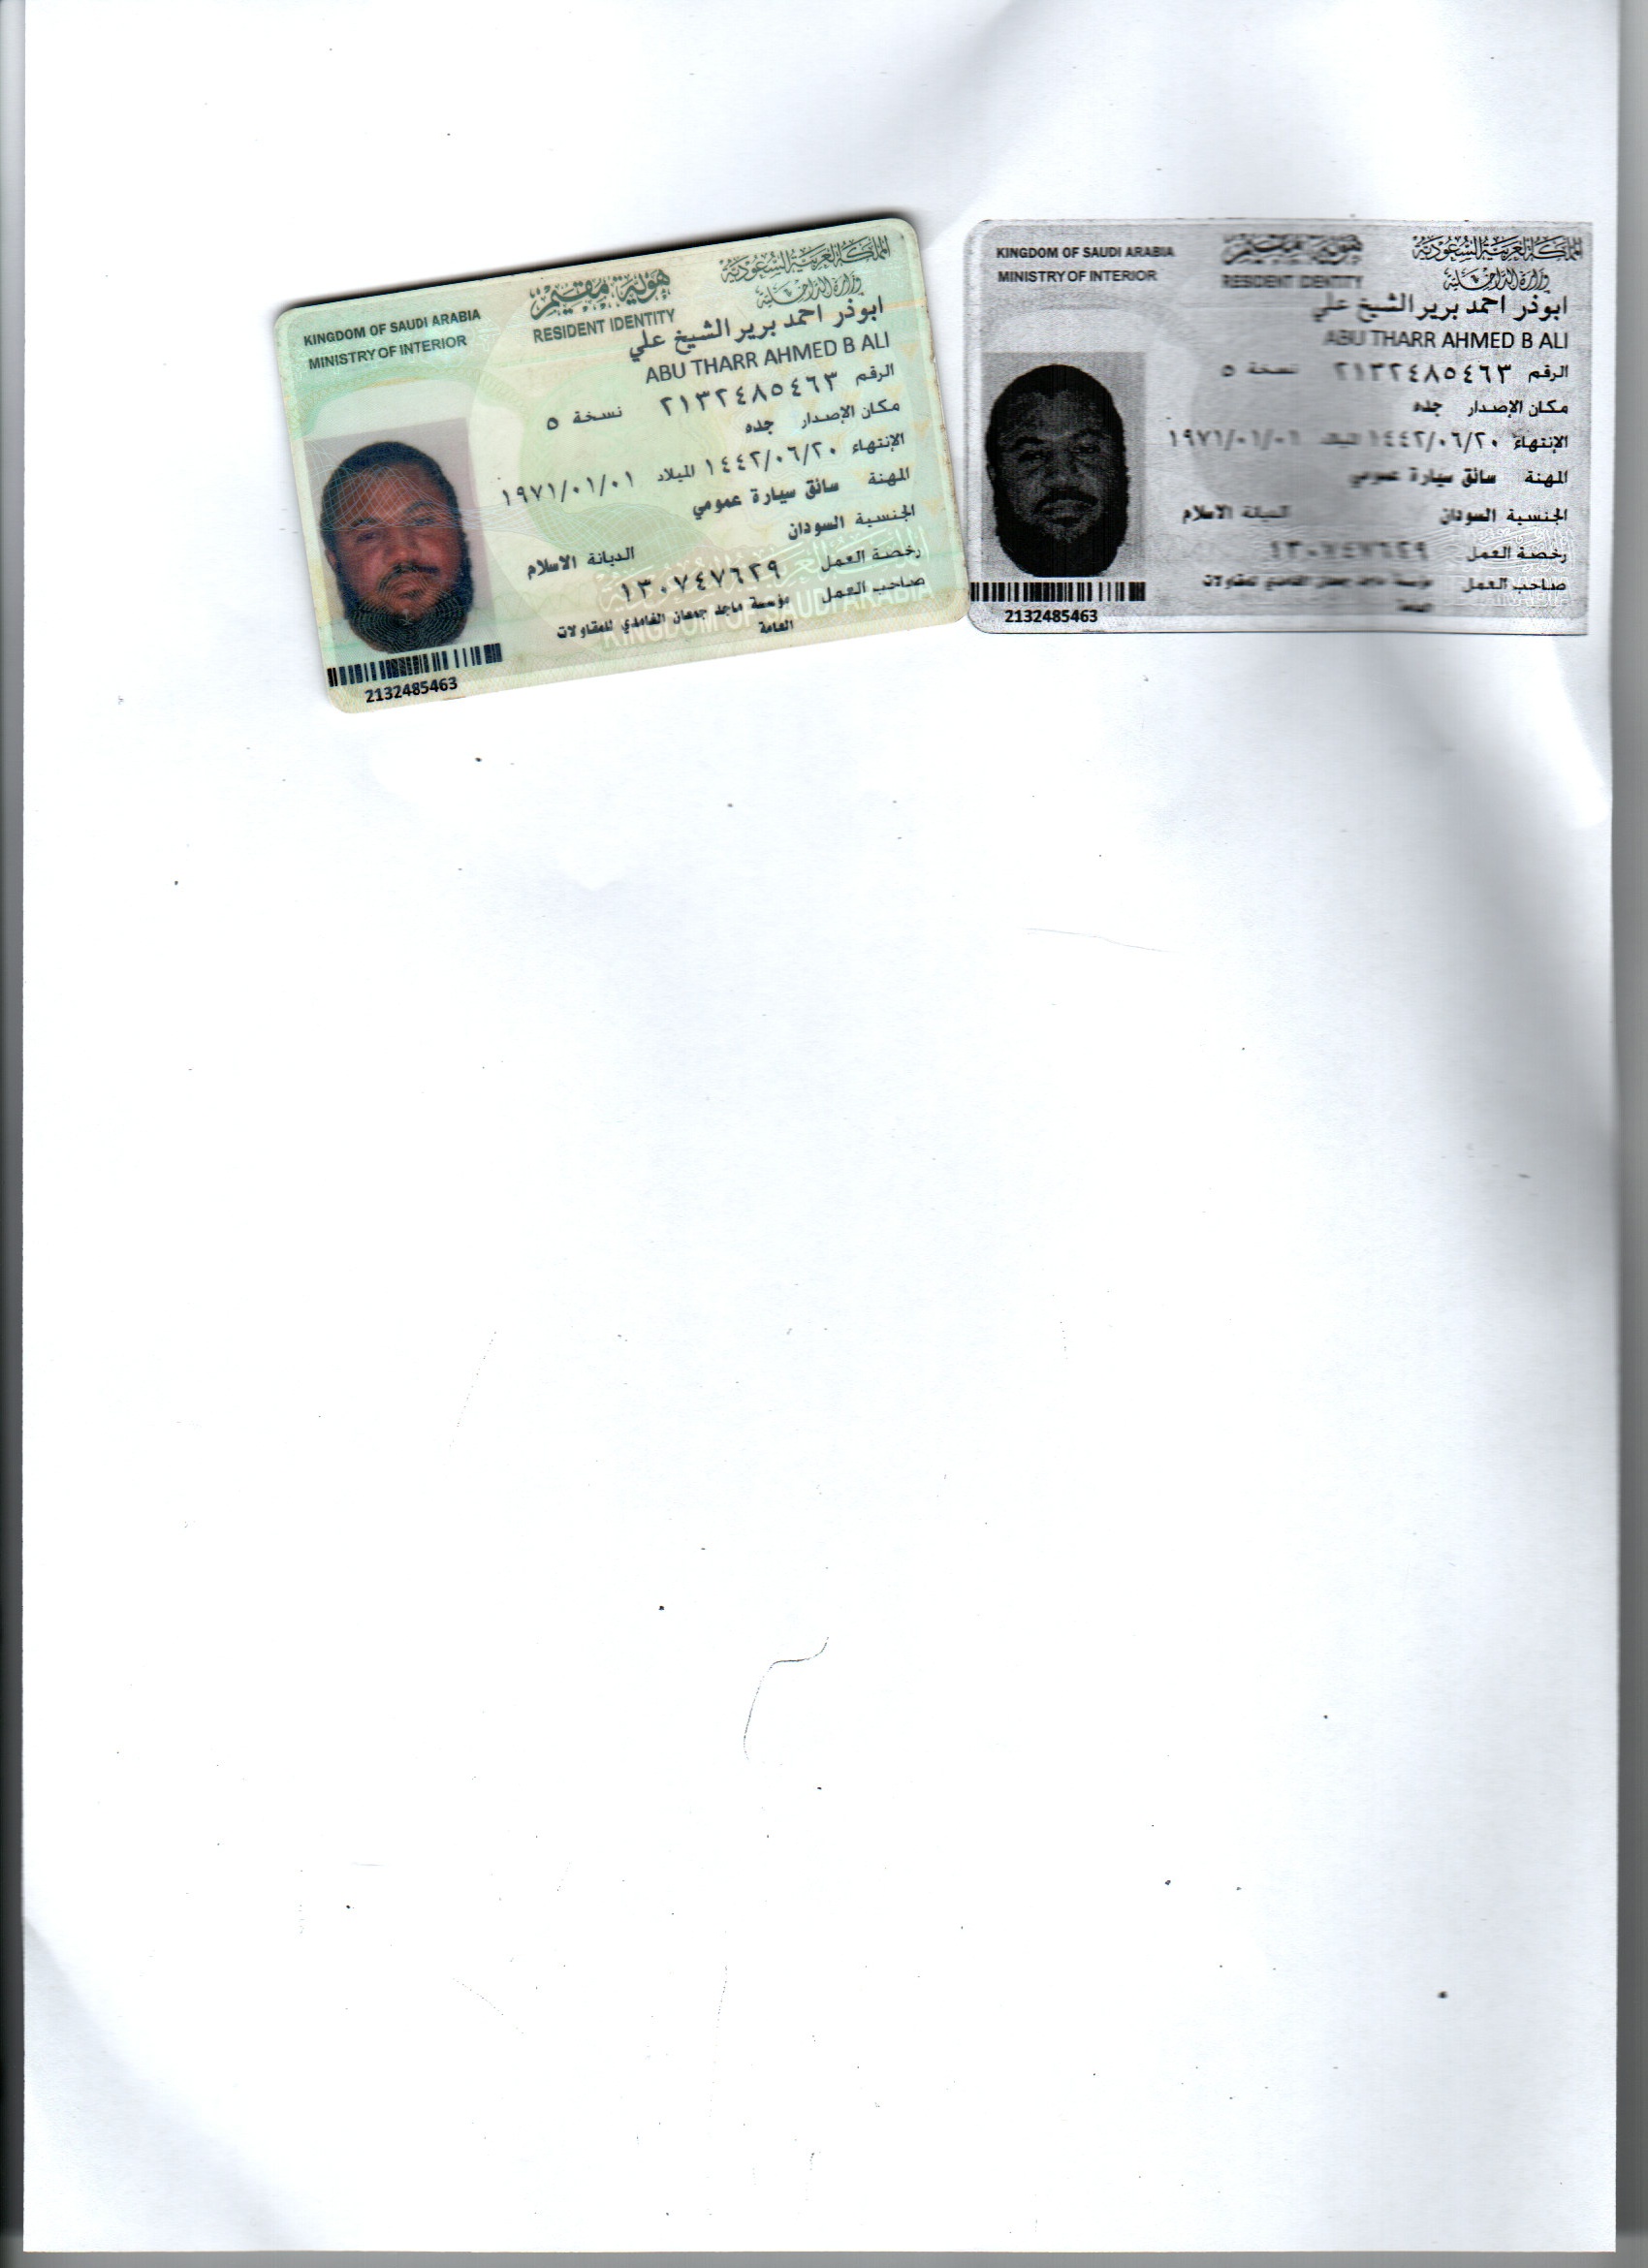 KINGDOM OF SAUDI ARABIA
MINISTRY OF INTERIOR
هوية مقيم
RESIDENT IDENTITY
المملكة العربية السعودية
وزارة الداخلية
ابوذر احمد برير الشيخ علي
ABU THARR AHMED B ALI
الرقم ٢١٣٢٤٨٥٤٦٣ نسخة ٥
مكان الإصدار جده
الإنتهاء ١٤٤٢/٠٦/٢٠ الميلاد ١٩٧١/٠١/٠١
المهنة سائق سيارة عمومي
الجنسية السودان الديانة الاسلام
رخصة العمل ١٣٠٧٤٧٦٢٩
صاحب العمل مؤسسة ماجد جمعان الغامدي للمقاولات
العامة
KINGDOM OF SAUDI ARABIA
2132485463
KINGDOM OF SAUDI ARABIA
MINISTRY OF INTERIOR
هوية مقيم
RESIDENT IDENTITY
المملكة العربية السعودية
وزارة الداخلية
ابوذر احمد برير الشيخ علي
ABU THARR AHMED B ALI
الرقم ٢١٣٢٤٨٥٤٦٣ نسخة ٥
مكان الإصدار جده
الإنتهاء ١٤٤٢/٠٦/٢٠ الميلاد ١٩٧١/٠١/٠١
المهنة سائق سيارة عمومي
الجنسية السودان الديانة الاسلام
رخصة العمل ١٣٠٧٤٧٦٢٩
صاحب العمل مؤسسة ماجد جمعان الغامدي للمقاولات
العامة
2132485463